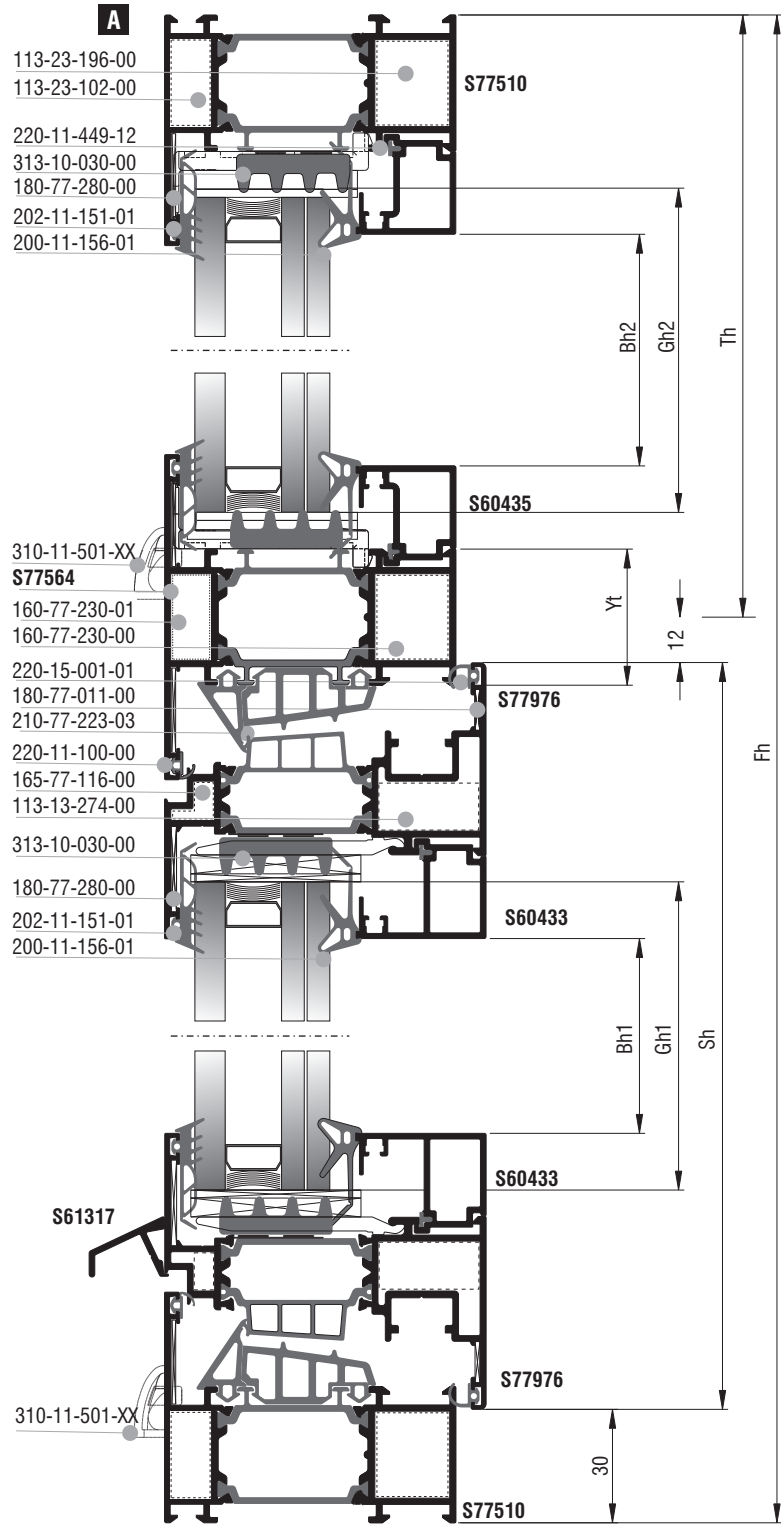 A
113-23-196-00
113-23-102-00
S77510
220-11-449-12
313-10-030-00
180-77-280-00
202-11-151-01
200-11-156-01
Bh2
Gh2
Th
S60435
310-11-501-XX
S77564
160-77-230-01
160-77-230-00
Yt
12
220-15-001-01
180-77-011-00
S77976
210-77-223-03
Fh
220-11-100-00
165-77-116-00
113-13-274-00
313-10-030-00
180-77-280-00
202-11-151-01
S60433
200-11-156-01
Bh1
Gh1
Sh
S60433
S61317
S77976
310-11-501-XX
30
S77510